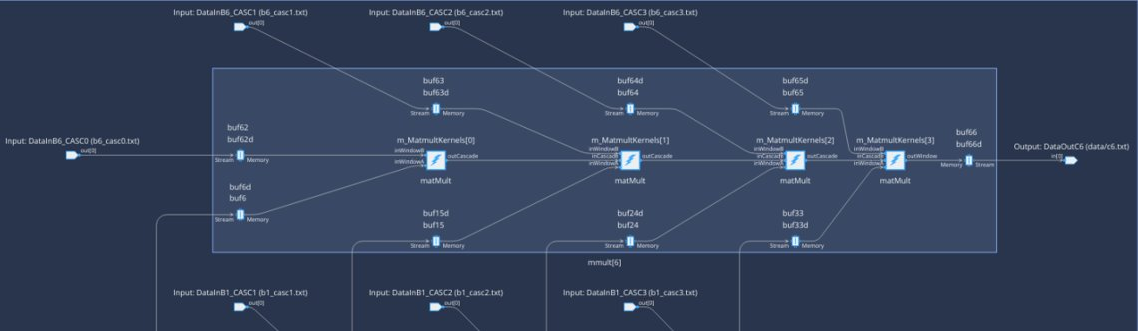 Input: DataInB6_CASC1 (b6_casc1.txt)
out[0]
Input: DataInB6_CASC2 (b6_casc2.txt)
out[0]
Input: DataInB6_CASC3 (b6_casc3.txt)
out[0]
buf63
buf63d
Stream Memory
buf64d
buf64
Stream Memory
buf65d
buf65
Stream Memory
Input: DataInB6_CASC0 (b6_casc0.txt)
out[0]
buf62
buf62d
Stream Memory
m_MatmultKernels[0]
inWindowB
inWindowA
outCascade
matMult
m_MatmultKernels[1]
inWindowB
inCascade
inWindowA
outCascade
matMult
m_MatmultKernels[2]
inWindowB
inCascade
inWindowA
outCascade
matMult
m_MatmultKernels[3]
inWindowB
inCascade
inWindowA
outWindow
matMult
buf66
buf66d
Memory Stream
Output: DataOutC6 (data/c6.txt)
in[0]
buf6d
buf6
Stream Memory
buf15d
buf15
Stream Memory
buf24d
buf24
Stream Memory
buf33
buf33d
Stream Memory
mmult[6]
Input: DataInB1_CASC1 (b1_casc1.txt)
out[0]
Input: DataInB1_CASC2 (b1_casc2.txt)
out[0]
Input: DataInB1_CASC3 (b1_casc3.txt)
out[0]